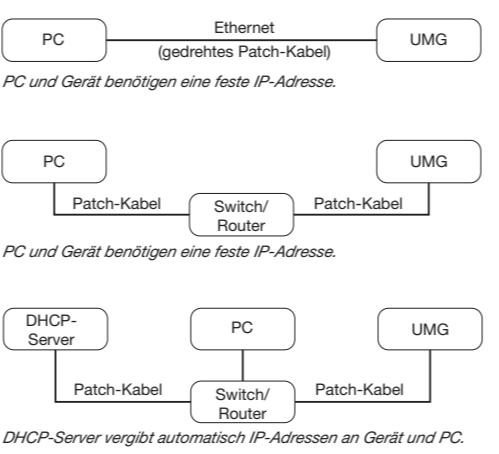 PC
Ethernet
(gedrehtes Patch-Kabel)
UMG
PC und Gerät benötigen eine feste IP-Adresse.
PC
UMG
Patch-Kabel
Switch/
Router
Patch-Kabel
PC und Gerät benötigen eine feste IP-Adresse.
DHCP-
Server
PC
UMG
Patch-Kabel
Switch/
Router
Patch-Kabel
DHCP-Server vergibt automatisch IP-Adressen an Gerät und PC.